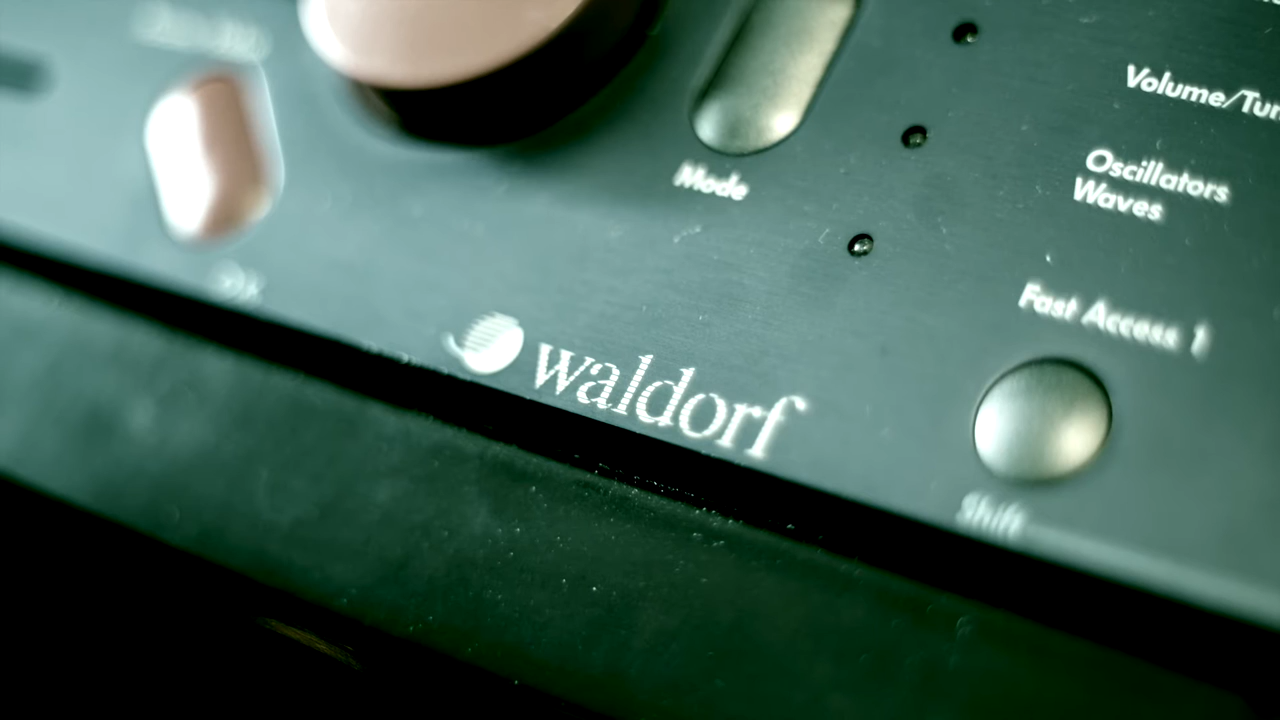 Volume/Tun
Oscillators
Waves
Mode
Fast Access 1
waldorf
Shift